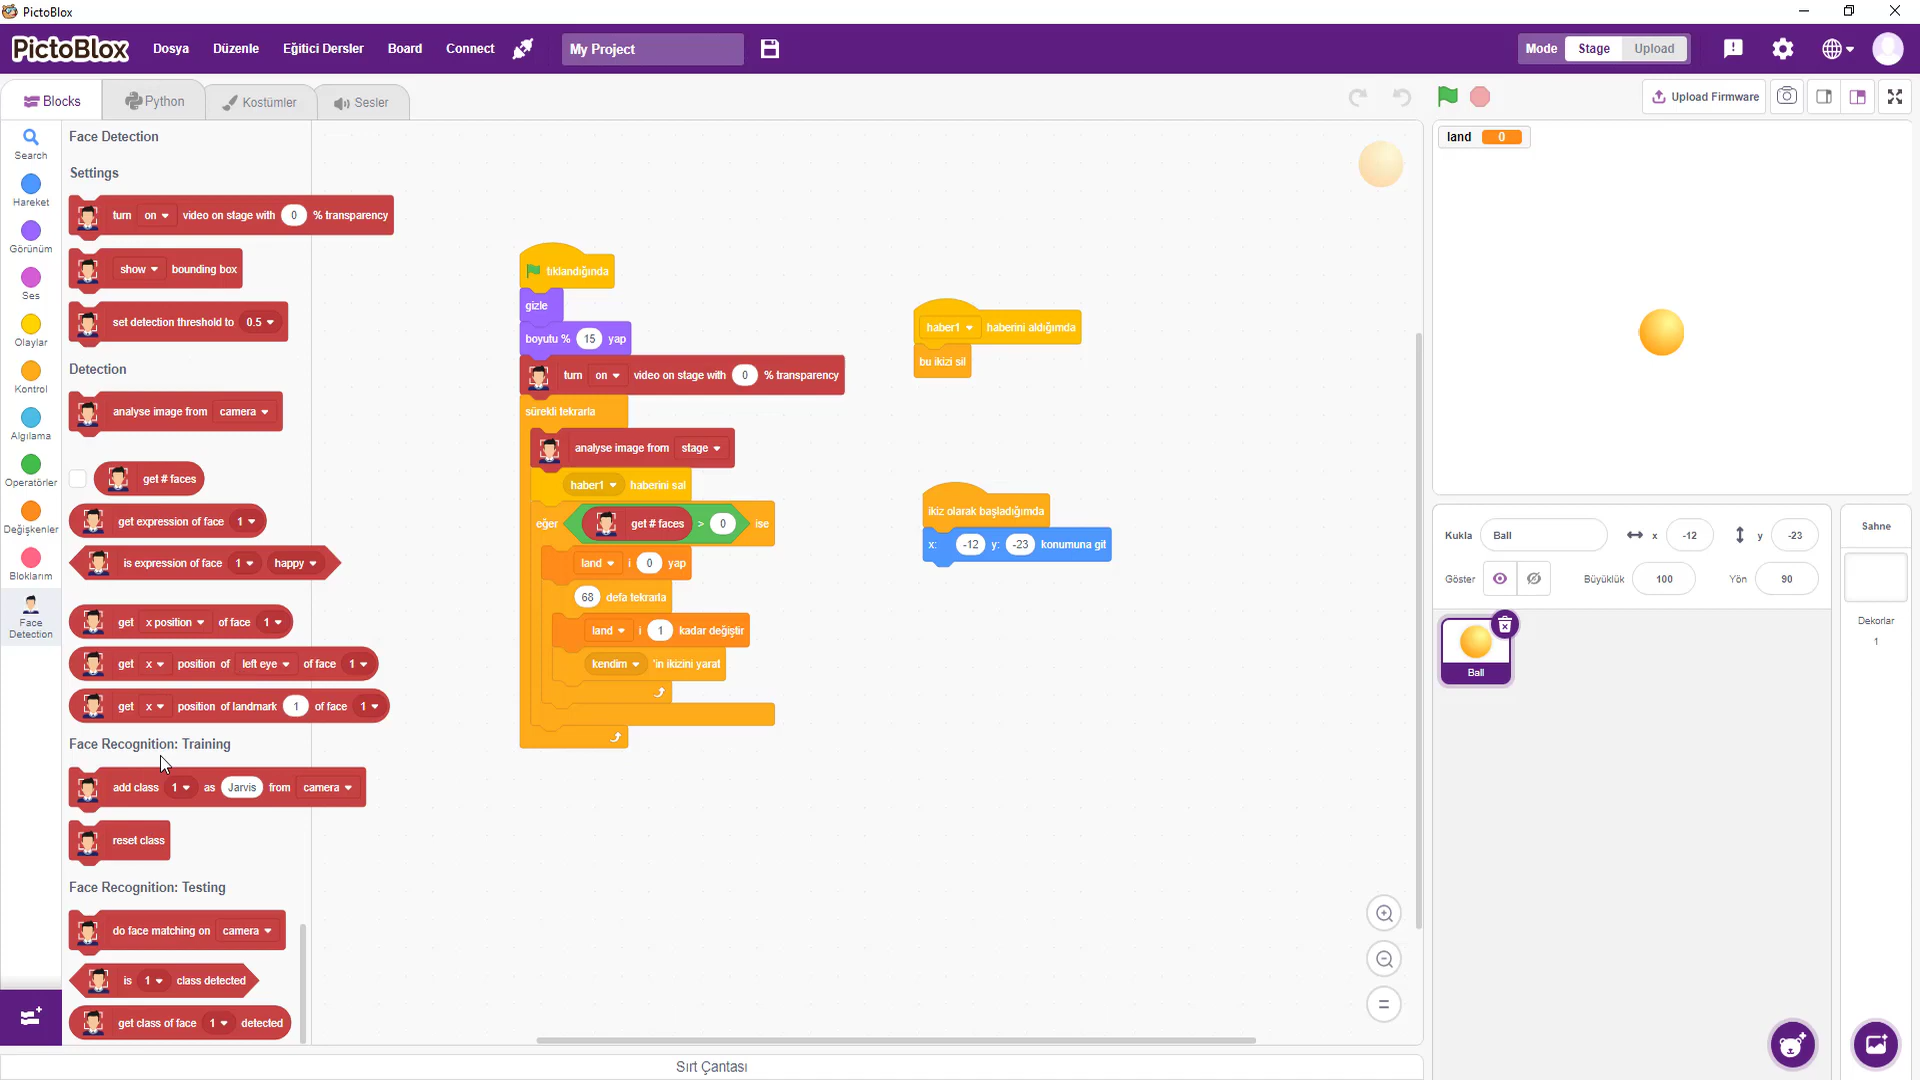 PictoBlox
PictoBlox Dosya Düzenle Eğitici Dersler Board Connect My Project Mode Stage Upload
Blocks Python Kostümler Sesler Upload Firmware
Search
Hareket
Görünüm
Ses
Olaylar
Kontrol
Algılama
Operatörler
Değişkenler
Bloklarım
Face
Detection
Face Detection
Settings
turn on video on stage with 0 % transparency
show bounding box
set detection threshold to 0.5
Detection
analyse image from camera
get # faces
get expression of face 1
is expression of face 1 happy
get x position of face 1
get x position of left eye of face 1
get x position of landmark 1 of face 1
Face Recognition: Training
add class 1 as Jarvis from camera
reset class
Face Recognition: Testing
do face matching on camera
is 1 class detected
get class of face 1 detected
tıklandığında
gizle
boyutu % 15 yap
turn on video on stage with 0 % transparency
sürekli tekrarla
analyse image from stage
haber1 haberini sal
eğer get # faces > 0 ise
land i 0 yap
68 defa tekrarla
land i 1 kadar değiştir
kendim 'in ikizini yarat
haber1 haberini aldığımda
bu ikizi sil
ikiz olarak başladığımda
x: -12 y: -23 konumuna git
land 0
Kukla Ball x -12 y -23
Göster Büyüklük 100 Yön 90
Ball
Sahne
Dekorlar
1
Sırt Çantası